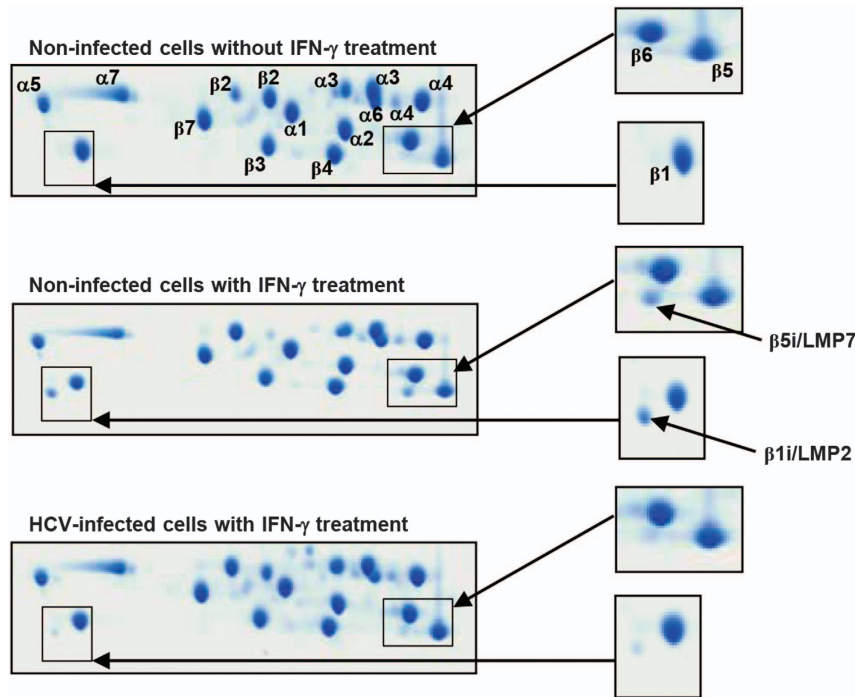 Non-infected cells without IFN-γ treatment
α5
α7
β2
β2
α3
α3
α4
β7
α1
α6
α4
α2
β3
β4
β6
β5
β1
Non-infected cells with IFN-γ treatment
β5i/LMP7
β1i/LMP2
HCV-infected cells with IFN-γ treatment